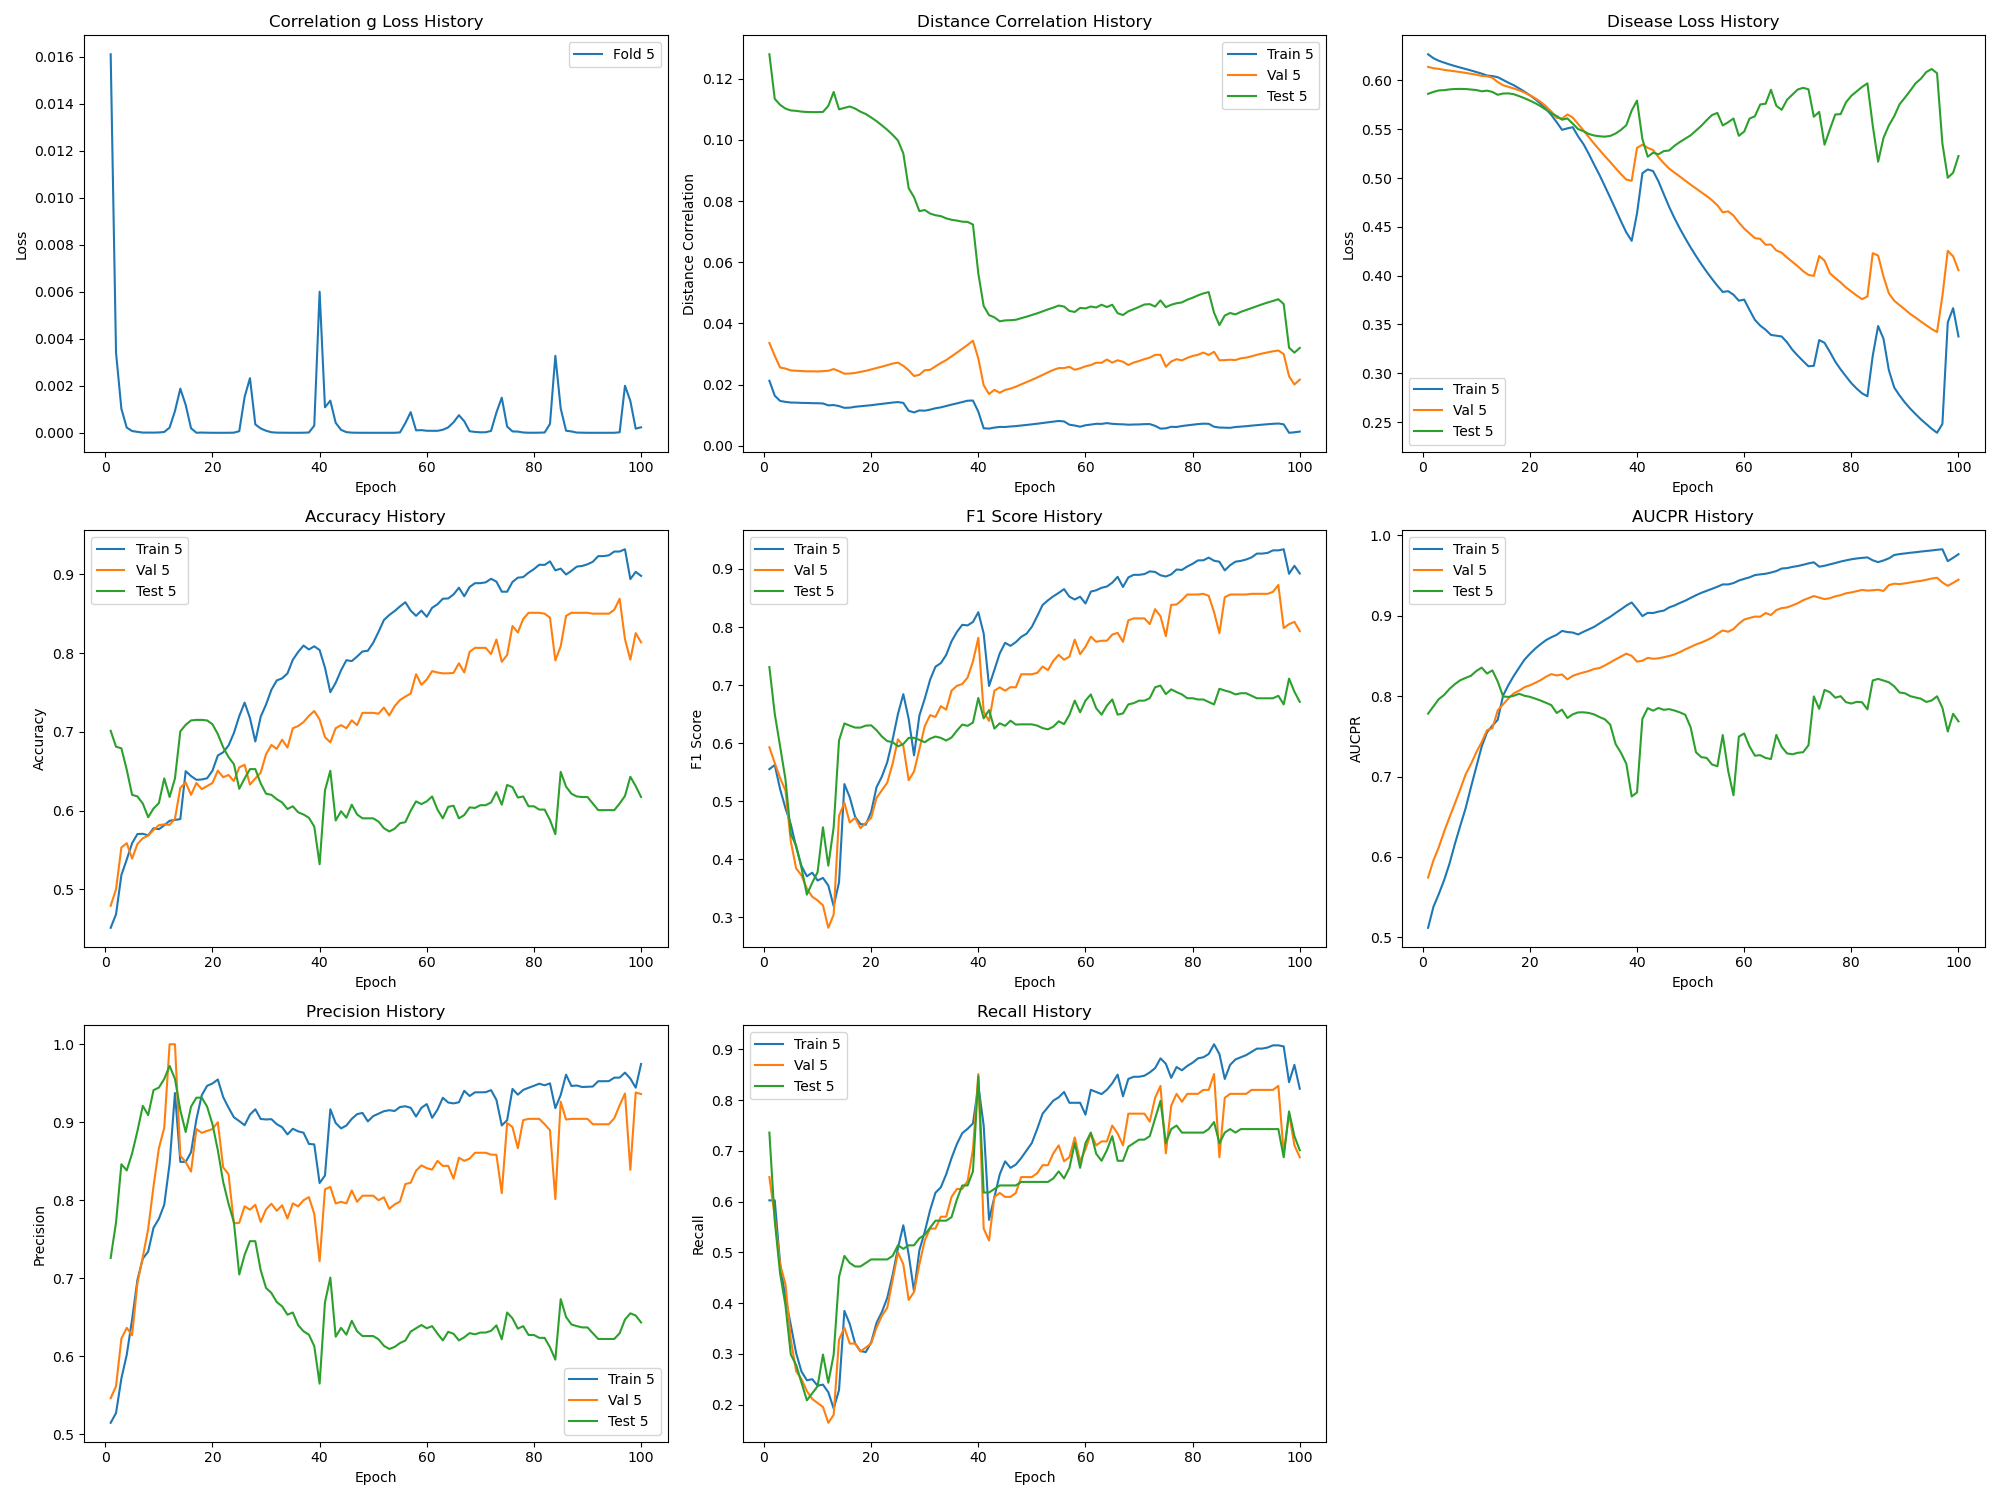 Correlation g Loss History
Loss
0.016
0.014
0.012
0.010
0.008
0.006
0.004
0.002
0.000
0 20 40 60 80 100
Epoch
Fold 5
Distance Correlation History
Distance Correlation
0.12
0.10
0.08
0.06
0.04
0.02
0.00
0 20 40 60 80 100
Epoch
Train 5
Val 5
Test 5
Disease Loss History
Loss
0.60
0.55
0.50
0.45
0.40
0.35
0.30
0.25
0 20 40 60 80 100
Epoch
Train 5
Val 5
Test 5
Accuracy History
Accuracy
0.9
0.8
0.7
0.6
0.5
0 20 40 60 80 100
Epoch
Train 5
Val 5
Test 5
F1 Score History
F1 Score
0.9
0.8
0.7
0.6
0.5
0.4
0.3
0 20 40 60 80 100
Epoch
Train 5
Val 5
Test 5
AUCPR History
AUCPR
1.0
0.9
0.8
0.7
0.6
0.5
0 20 40 60 80 100
Epoch
Train 5
Val 5
Test 5
Precision History
Precision
1.0
0.9
0.8
0.7
0.6
0.5
0 20 40 60 80 100
Epoch
Train 5
Val 5
Test 5
Recall History
Recall
0.9
0.8
0.7
0.6
0.5
0.4
0.3
0.2
0 20 40 60 80 100
Epoch
Train 5
Val 5
Test 5